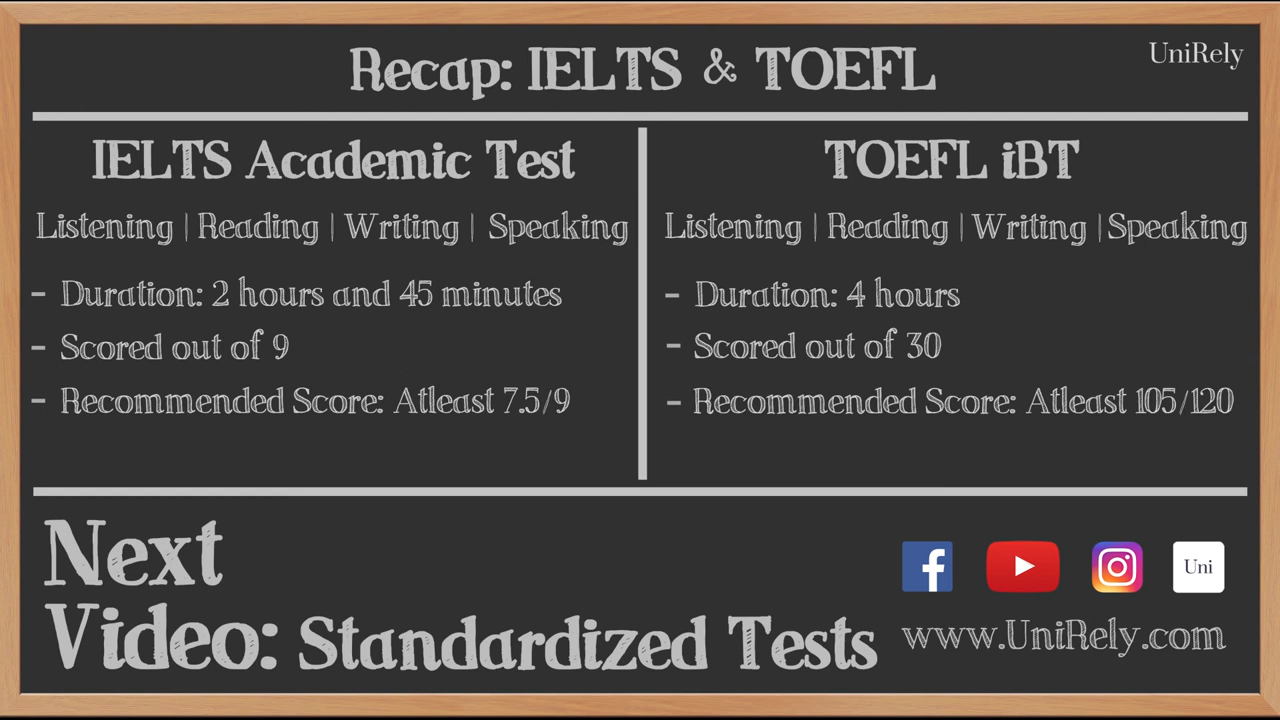 Recap: IELTS & TOEFL
UniRely
IELTS Academic Test
Listening | Reading | Writing | Speaking
- Duration: 2 hours and 45 minutes
- Scored out of 9
- Recommended Score: Atleast 7.5/9
TOEFL iBT
Listening | Reading | Writing | Speaking
- Duration: 4 hours
- Scored out of 30
- Recommended Score: Atleast 105/120
Next
Video: Standardized Tests
Uni
www.UniRely.com